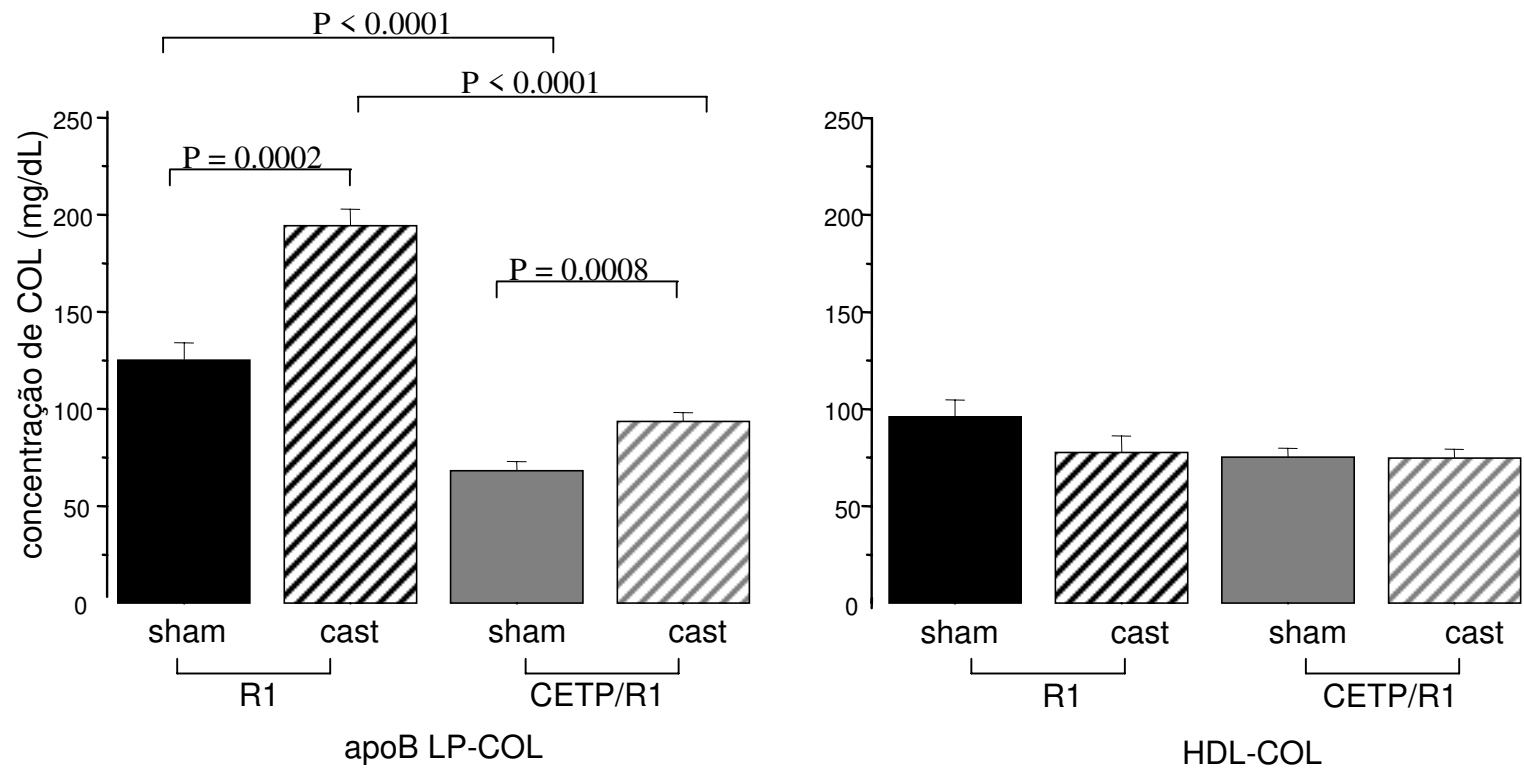 P < 0.0001
P < 0.0001
P = 0.0002
P = 0.0008
concentração de COL (mg/dL)
250
200
150
100
50
0
sham cast sham cast
R1 CETP/R1
apoB LP-COL
250
200
150
100
50
0
sham cast sham cast
R1 CETP/R1
HDL-COL